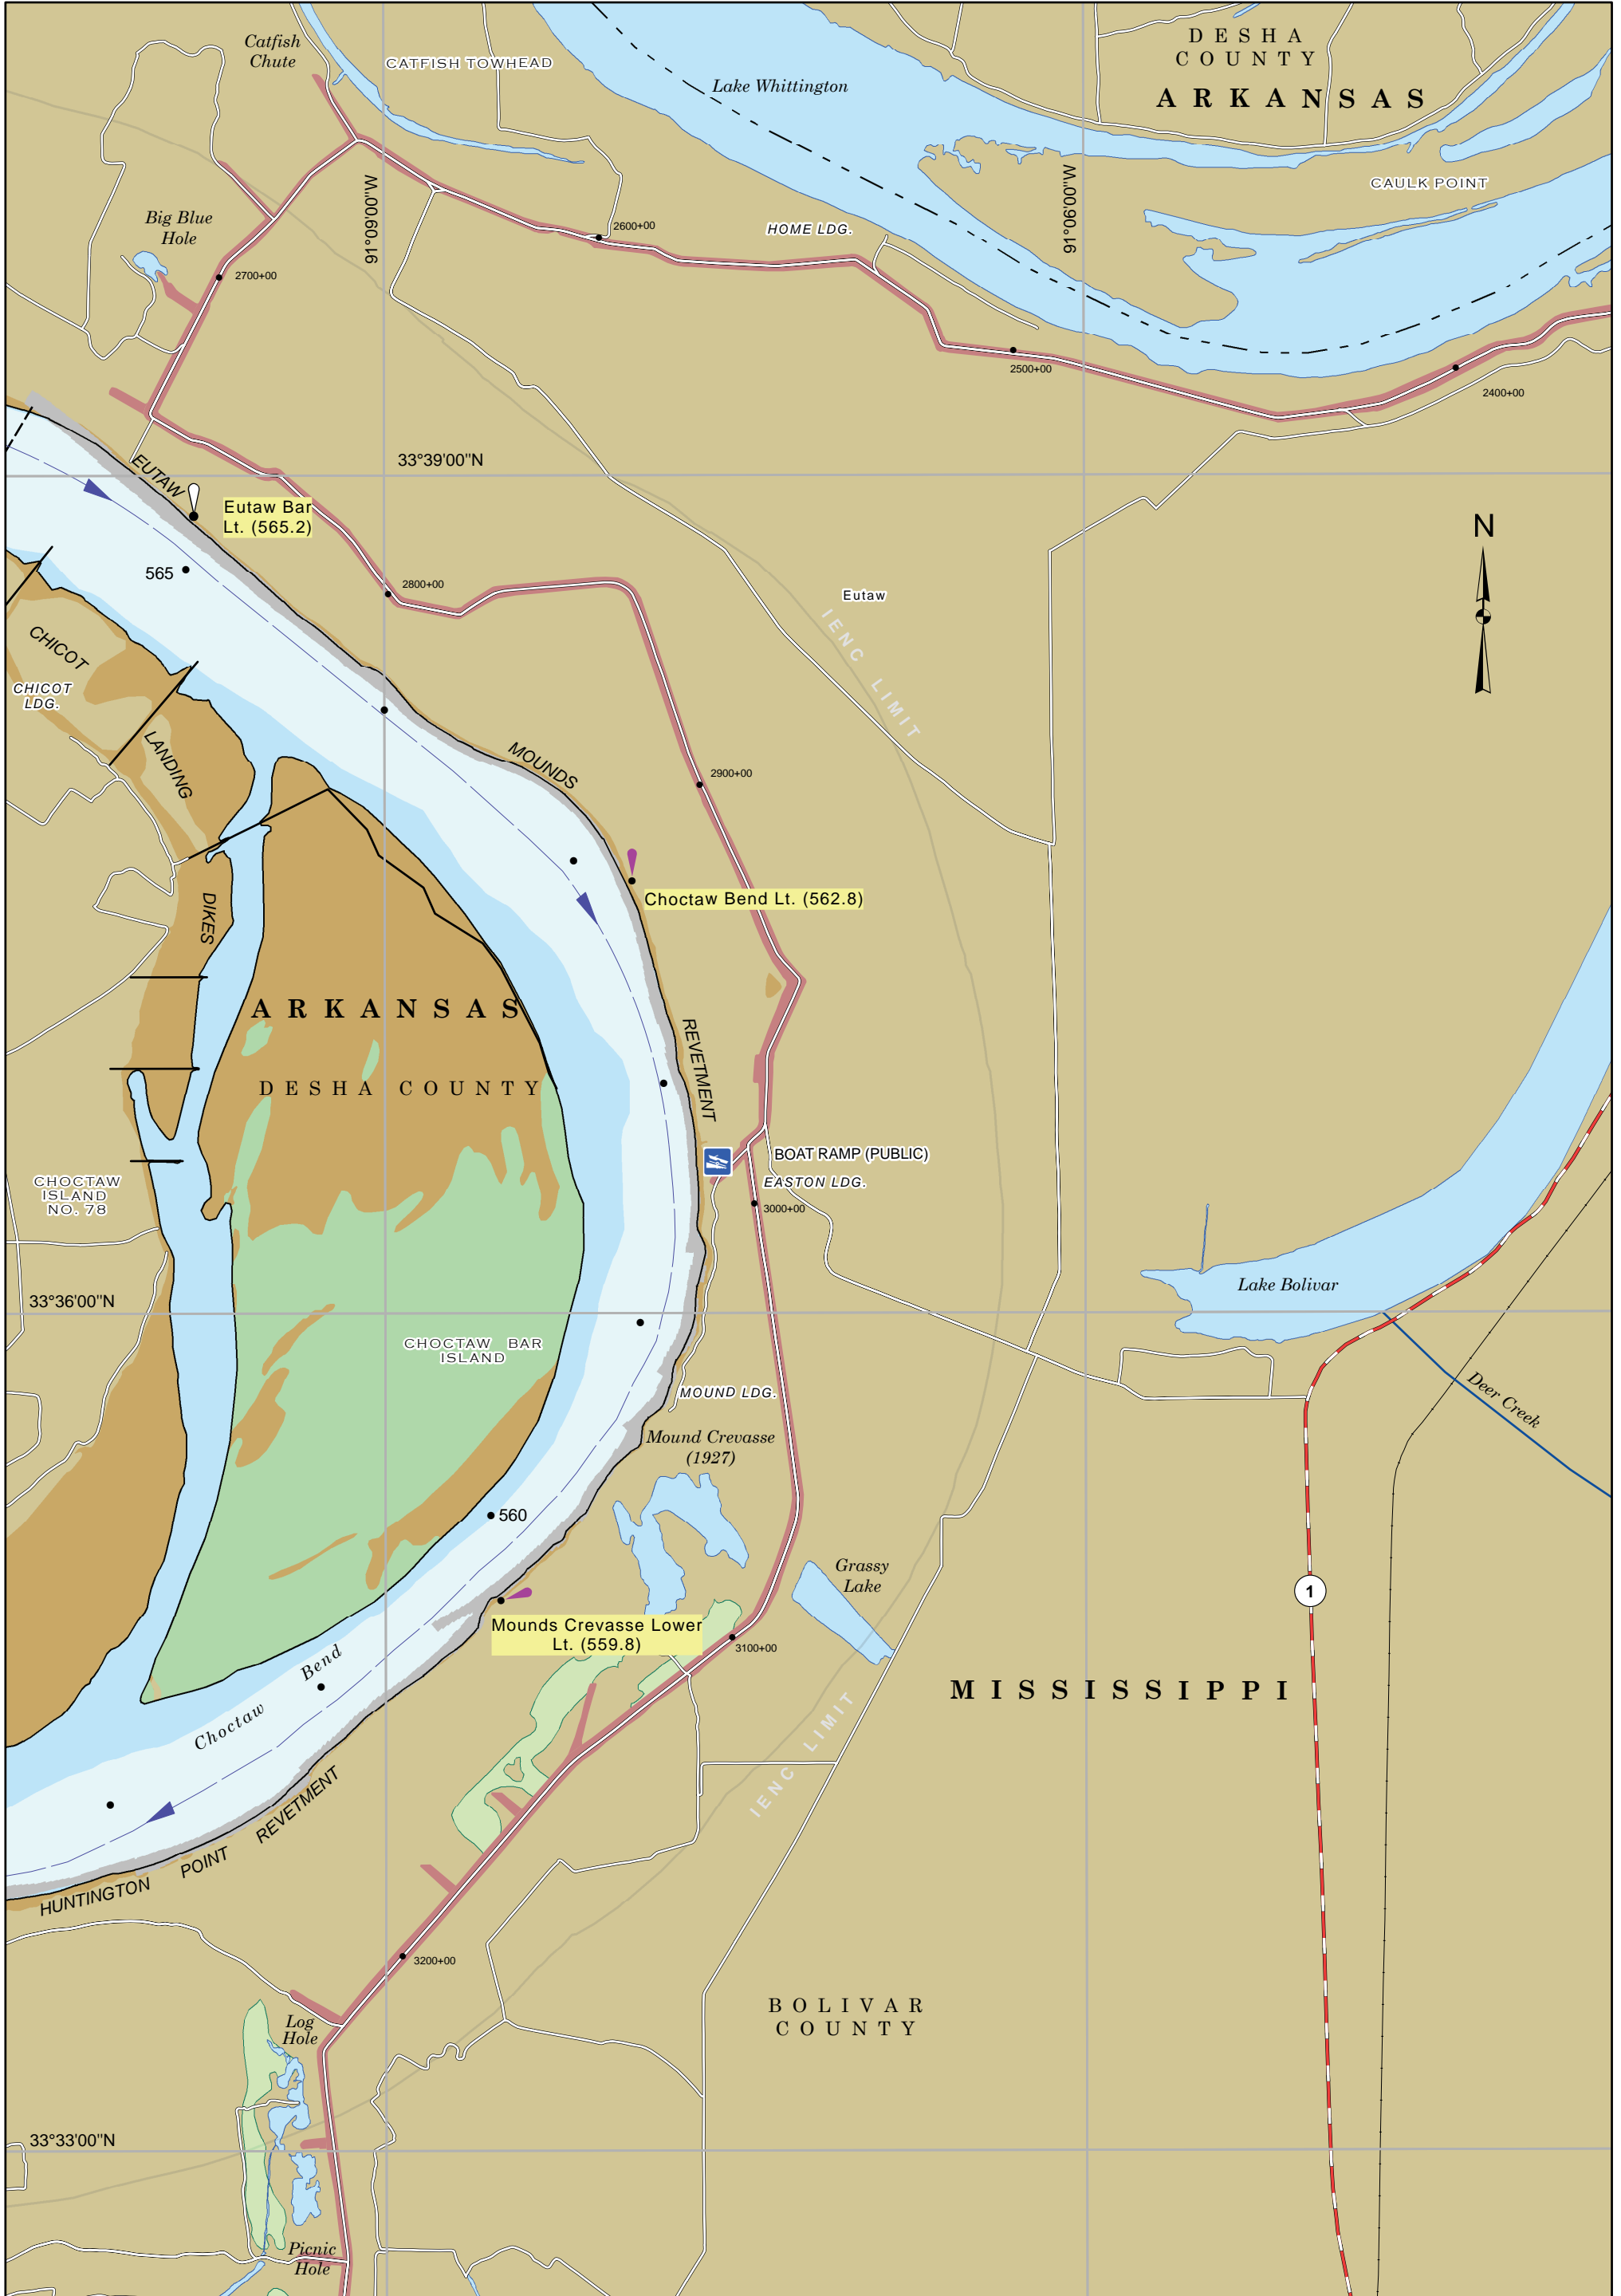 Catfish
Chute
CATFISH TOWHEAD
Lake Whittington
DESHA
COUNTY
ARKANSAS
CAULK POINT
91°09'00"W
91°06'00"W
Big Blue
Hole
2700+00
2600+00
HOME LDG.
2500+00
2400+00
33°39'00"N
EUTAW
Eutaw Bar
Lt. (565.2)
N
565
2800+00
Eutaw
IENC LIMIT
CHICOT
CHICOT
LDG.
LANDING
MOUNDS
2900+00
Choctaw Bend Lt. (562.8)
DIKES
ARKANSAS
REVETMENT
DESHA COUNTY
BOAT RAMP (PUBLIC)
EASTON LDG.
CHOCTAW
ISLAND
NO. 78
3000+00
Lake Bolivar
33°36'00"N
CHOCTAW BAR
ISLAND
MOUND LDG.
Deer Creek
Mound Crevasse
(1927)
560
Grassy
Lake
1
Mounds Crevasse Lower
Lt. (559.8)
3100+00
Choctaw Bend
MISSISSIPPI
IENC LIMIT
HUNTINGTON POINT REVETMENT
3200+00
BOLIVAR
COUNTY
Log
Hole
33°33'00"N
Picnic
Hole